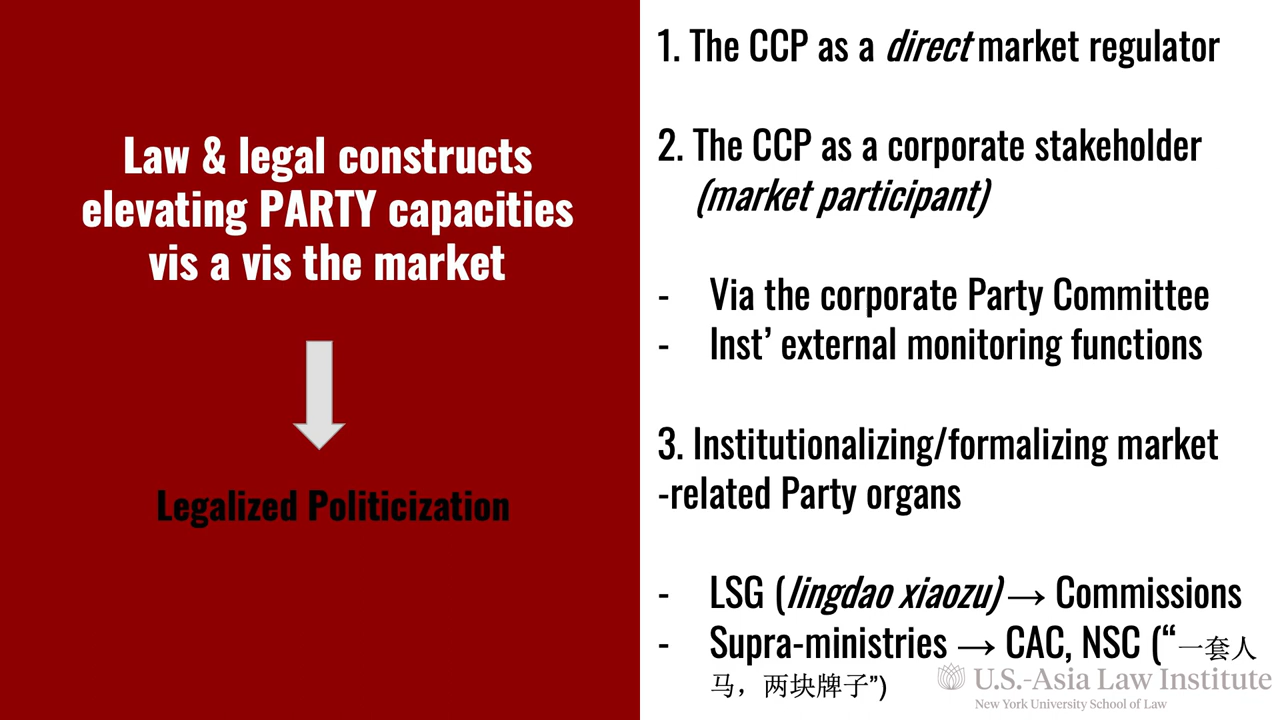 Law & legal constructs
elevating PARTY capacities
vis a vis the market
Legalized Politicization
1. The CCP as a direct market regulator
2. The CCP as a corporate stakeholder
(market participant)
- Via the corporate Party Committee
- Inst’ external monitoring functions
3. Institutionalizing/formalizing market
-related Party organs
- LSG (lingdao xiaozu) → Commissions
- Supra-ministries → CAC, NSC (“一套人
马，两块牌子”)
U.S.-Asia Law Institute
New York University School of Law